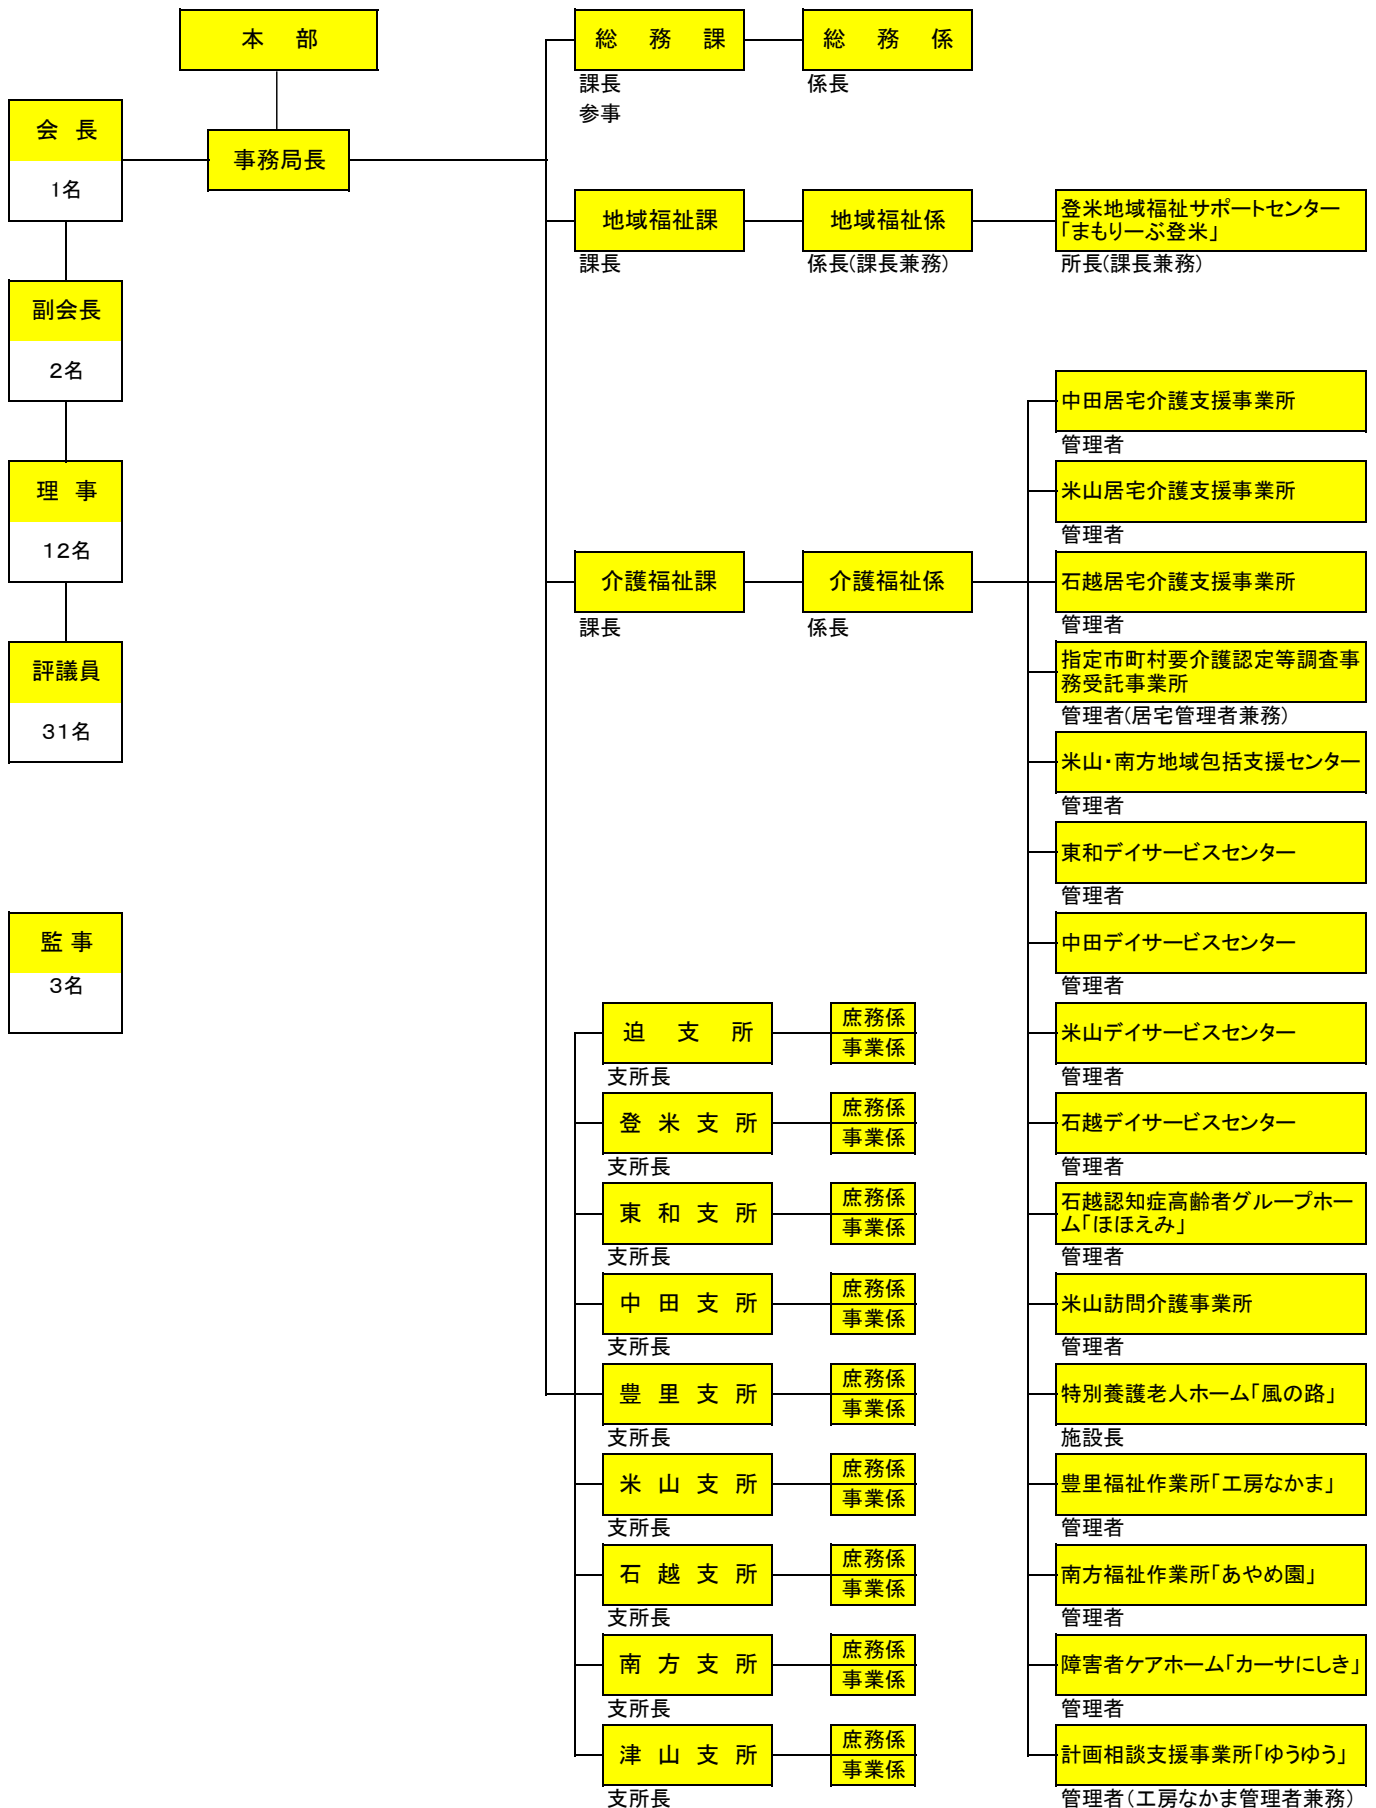 本　部
会 長
1名
副会長
2名
理 事
12名
評議員
31名
監 事
3名
事務局長
総　務　課
課長
参事
総　務　係
係長
地域福祉課
課長
地域福祉係
係長(課長兼務)
登米地域福祉サポートセンター
「まもりーぶ登米」
所長(課長兼務)
介護福祉課
課長
介護福祉係
係長
中田居宅介護支援事業所
管理者
米山居宅介護支援事業所
管理者
石越居宅介護支援事業所
管理者
指定市町村要介護認定等調査事
務受託事業所
管理者(居宅管理者兼務)
米山・南方地域包括支援センター
管理者
東和デイサービスセンター
管理者
中田デイサービスセンター
管理者
米山デイサービスセンター
管理者
石越デイサービスセンター
管理者
石越認知症高齢者グループホー
ム「ほほえみ」
管理者
米山訪問介護事業所
管理者
特別養護老人ホーム「風の路」
施設長
豊里福祉作業所「工房なかま」
管理者
南方福祉作業所「あやめ園」
管理者
障害者ケアホーム「カーサにしき」
管理者
計画相談支援事業所「ゆうゆう」
管理者（工房なかま管理者兼務）
迫　支　所
支所長
庶務係
事業係
登 米 支 所
支所長
庶務係
事業係
東 和 支 所
支所長
庶務係
事業係
中 田 支 所
支所長
庶務係
事業係
豊 里 支 所
支所長
庶務係
事業係
米 山 支 所
支所長
庶務係
事業係
石 越 支 所
支所長
庶務係
事業係
南 方 支 所
支所長
庶務係
事業係
津 山 支 所
支所長
庶務係
事業係